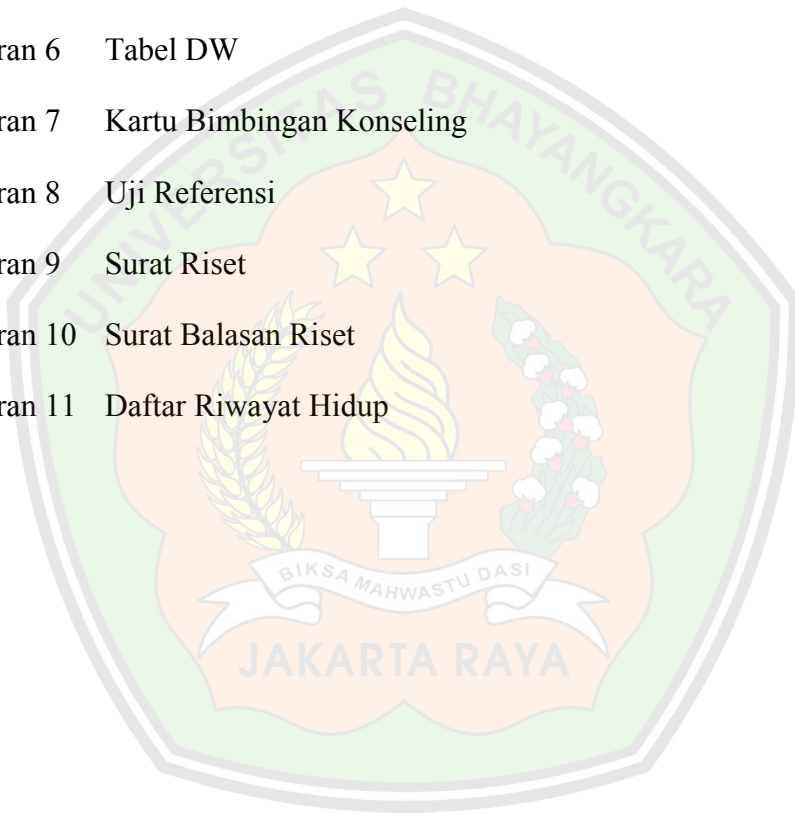 ran 6 Tabel DW
ran 7 Kartu Bimbingan Konseling
ran 8 Uji Referensi
ran 9 Surat Riset
ran 10 Surat Balasan Riset
ran 11 Daftar Riwayat Hidup
UNIVERSITAS BHAYANGKARA
BIKSA MAHWASTU DASI
JAKARTA RAYA